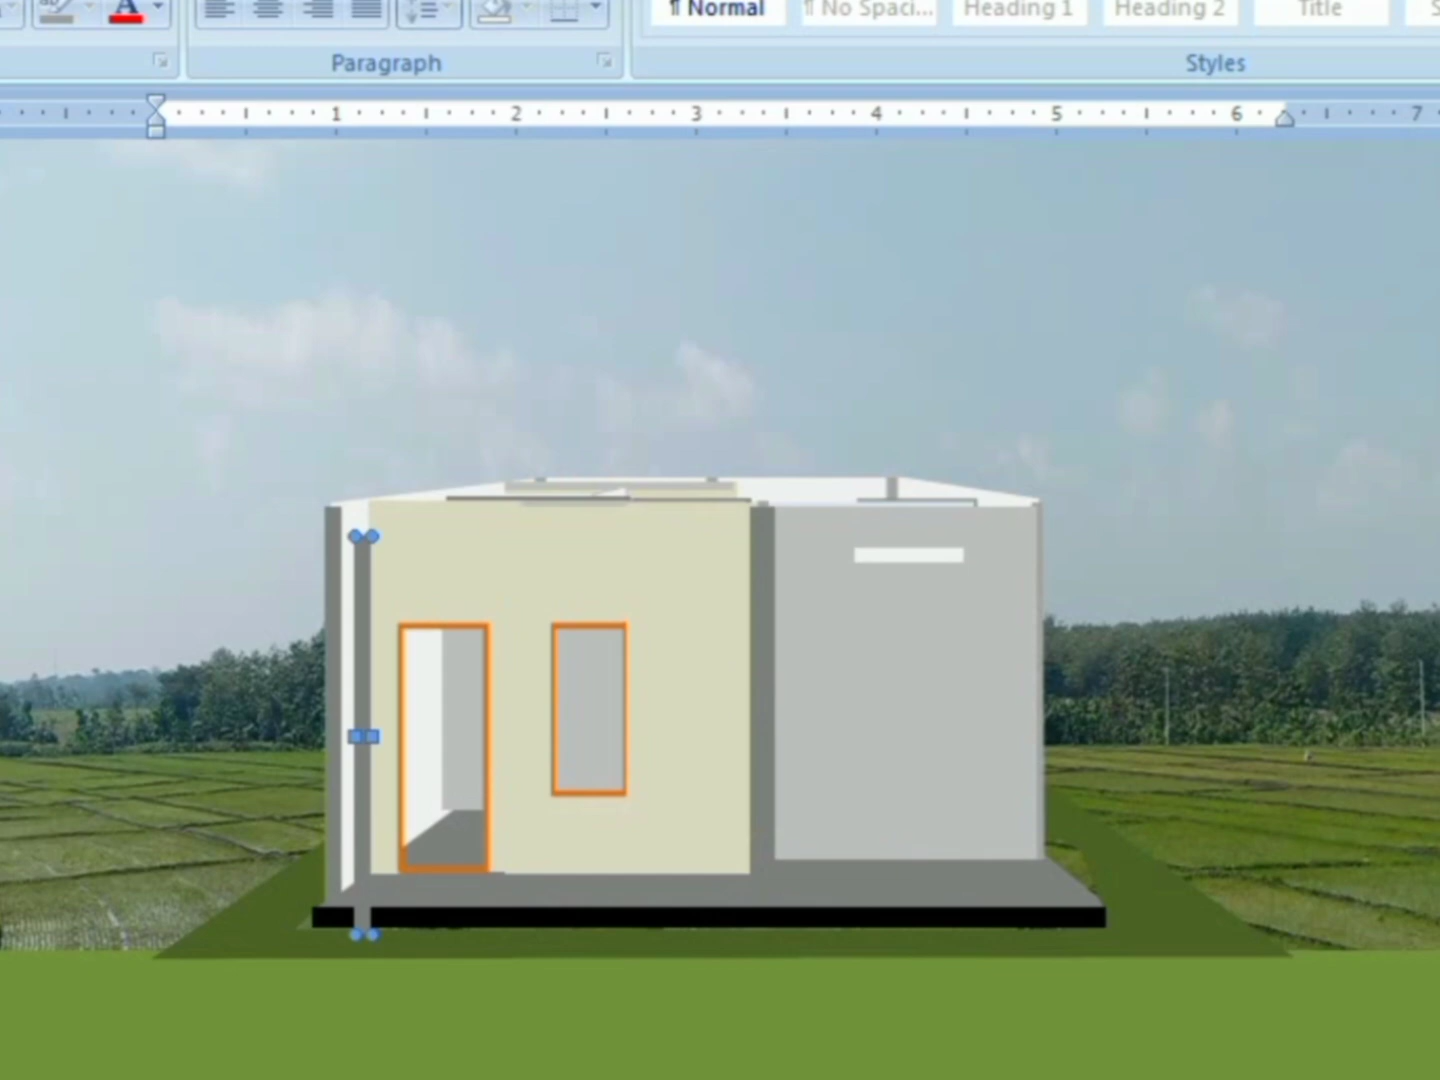 A
¶ Normal ¶ No Spaci... Heading 1 Heading 2 Title S
Paragraph Styles
1 2 3 4 5 6 7